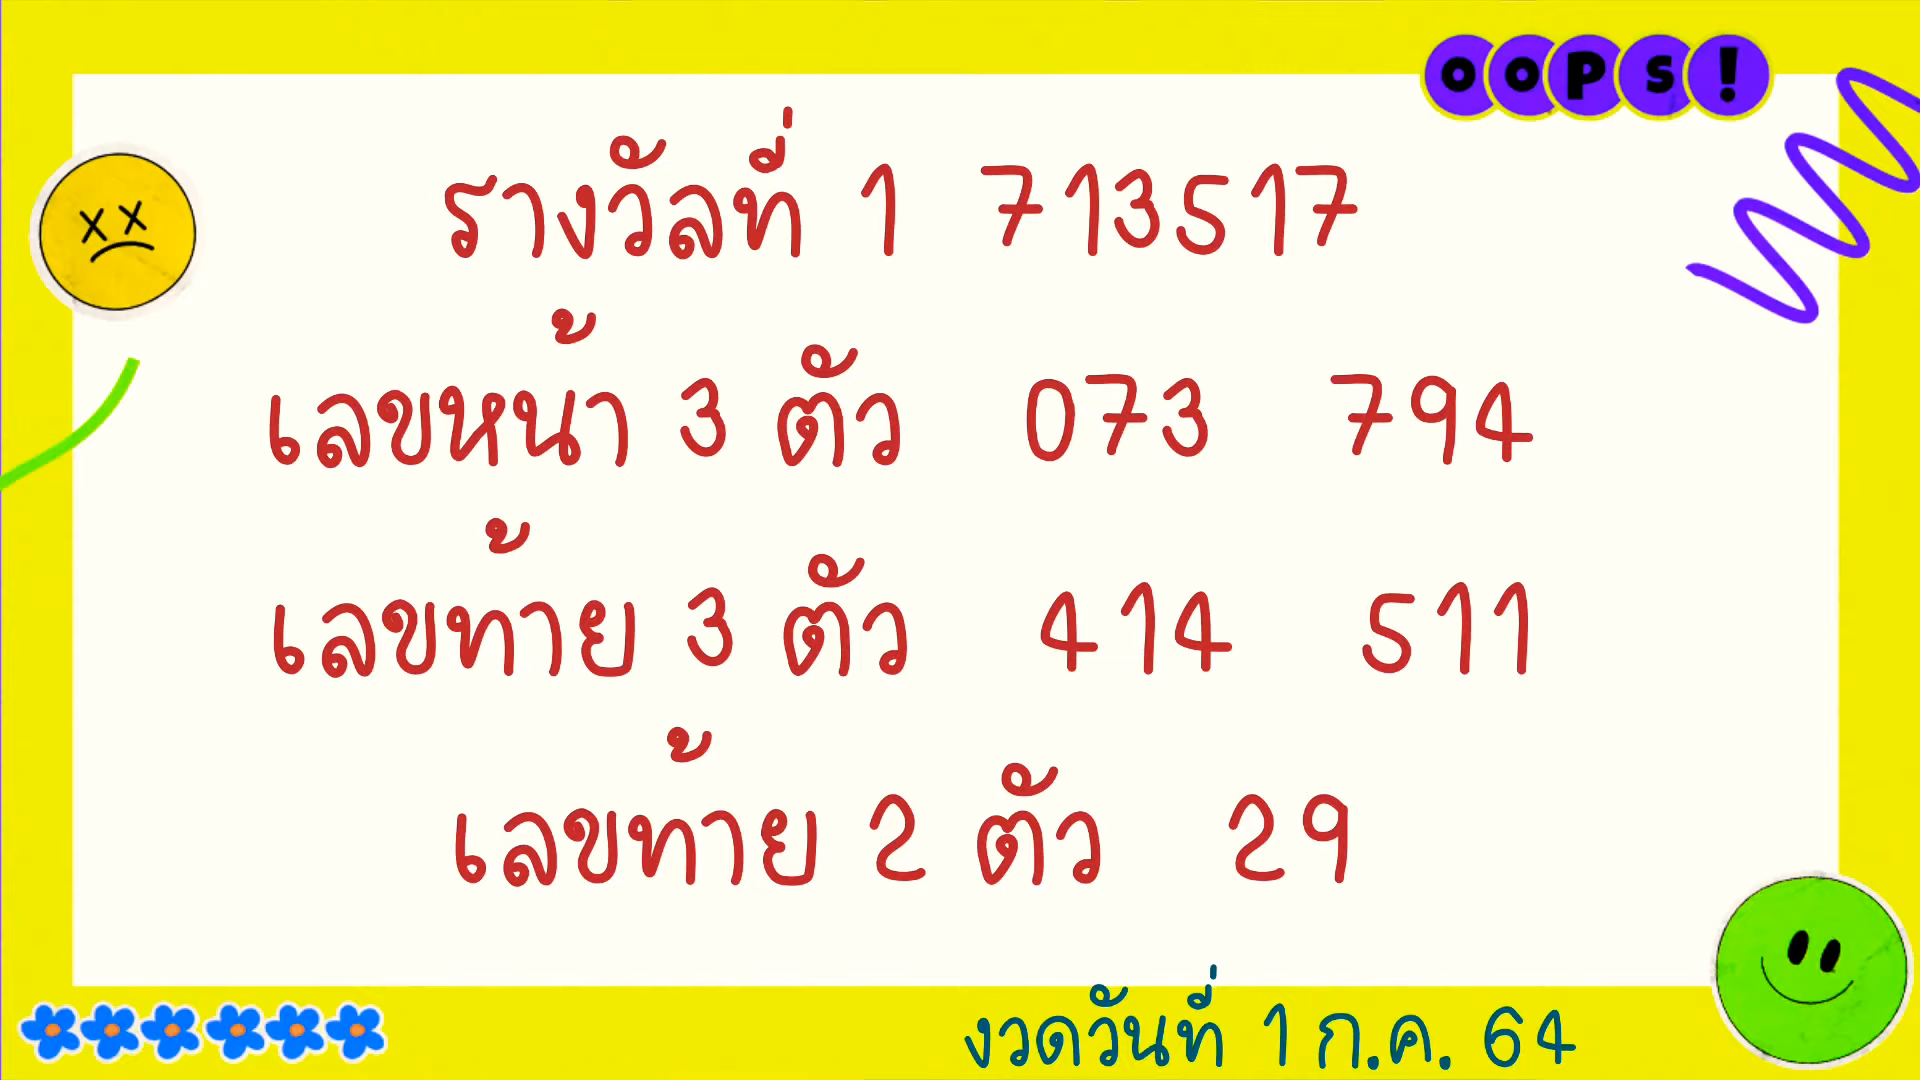 OOPS!
รางวัลที่ 1 713517
เลขหน้า 3 ตัว 073 794
เลขท้าย 3 ตัว 414 511
เลขท้าย 2 ตัว 29
งวดวันที่ 1 ก.ค. 64